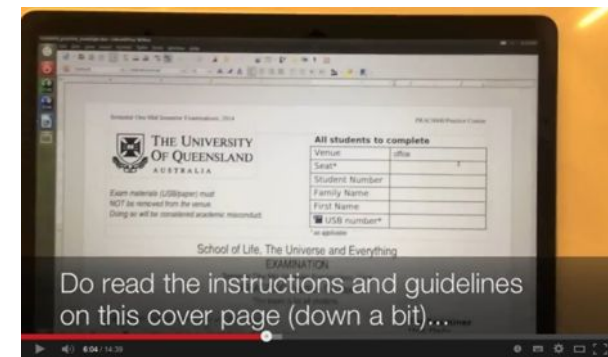 Semester One Mid Semester Examinations, 2014
THE UNIVERSITY
OF QUEENSLAND
AUSTRALIA
Exam materials (USB/paper) must
NOT be removed from the venue.
Doing so will be considered academic misconduct.
All students to complete
Venue office
Seat*
Student Number
Family Name
First Name
USB number*
School of Life, The Universe and Everything
EXAMINATION
Do read the instructions and guidelines
on this cover page (down a bit)...
6:04 / 14:39